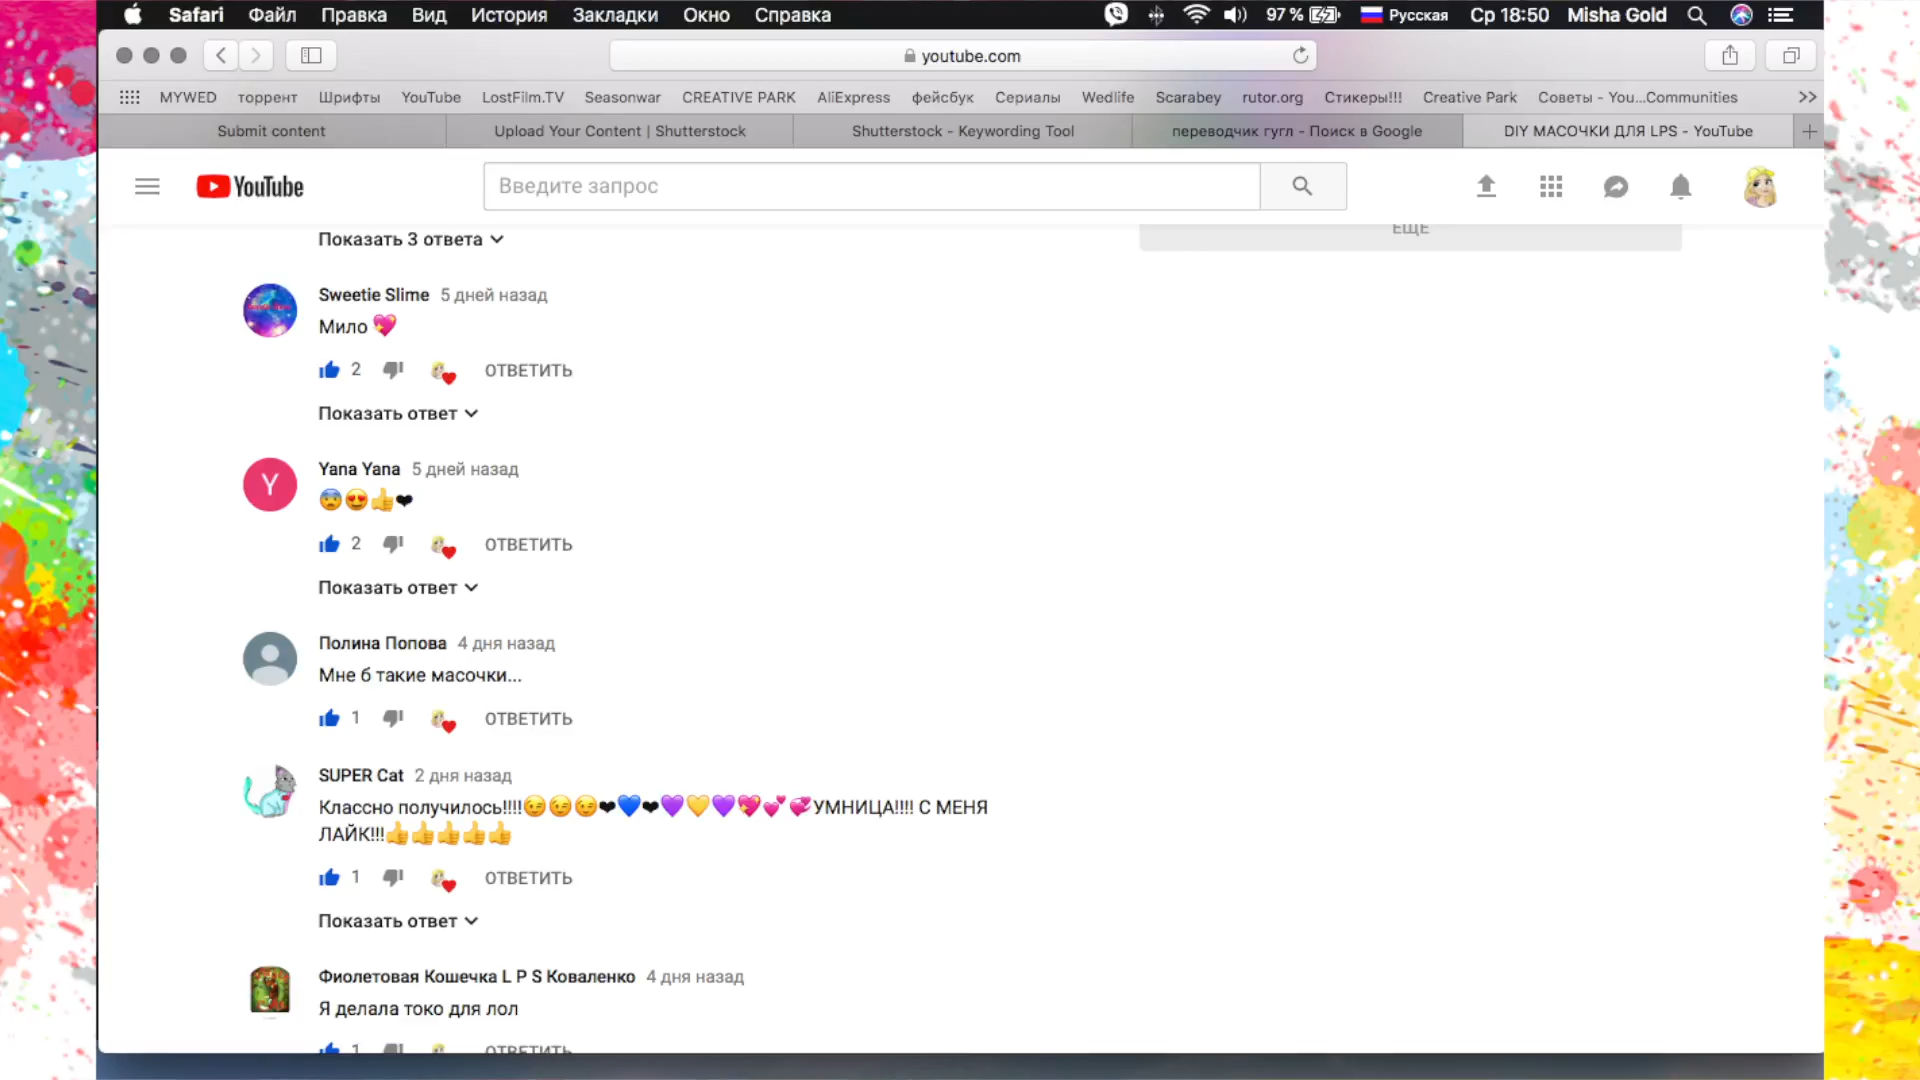 Safari Файл Правка Вид История Закладки Окно Справка 97 % Русская Ср 18:50 Misha Gold
youtube.com
MYWED торрент Шрифты YouTube LostFilm.TV Seasonwar CREATIVE PARK AliExpress фейсбук Сериалы Wedlife Scarabey rutor.org Стикеры!!! Creative Park Советы - You...Communities >>
Submit content Upload Your Content | Shutterstock Shutterstock - Keywording Tool переводчик гугл - Поиск в Google DIY МАСОЧКИ ДЛЯ LPS - YouTube +
YouTube Введите запрос
Показать 3 ответа
ЕЩЁ
Sweetie Slime 5 дней назад
Мило 💖
2 ОТВЕТИТЬ
Показать ответ
Y
Yana Yana 5 дней назад
😨😍👍❤
2 ОТВЕТИТЬ
Показать ответ
Полина Попова 4 дня назад
Мне б такие масочки...
1 ОТВЕТИТЬ
SUPER Cat 2 дня назад
Классно получилось!!!!😉😉😉❤💙❤💜💛💜💖💕💞УМНИЦА!!!! С МЕНЯ
ЛАЙК!!!👍👍👍👍👍
1 ОТВЕТИТЬ
Показать ответ
Фиолетовая Кошечка L P S Коваленко 4 дня назад
Я делала токо для лол
1 ОТВЕТИТЬ